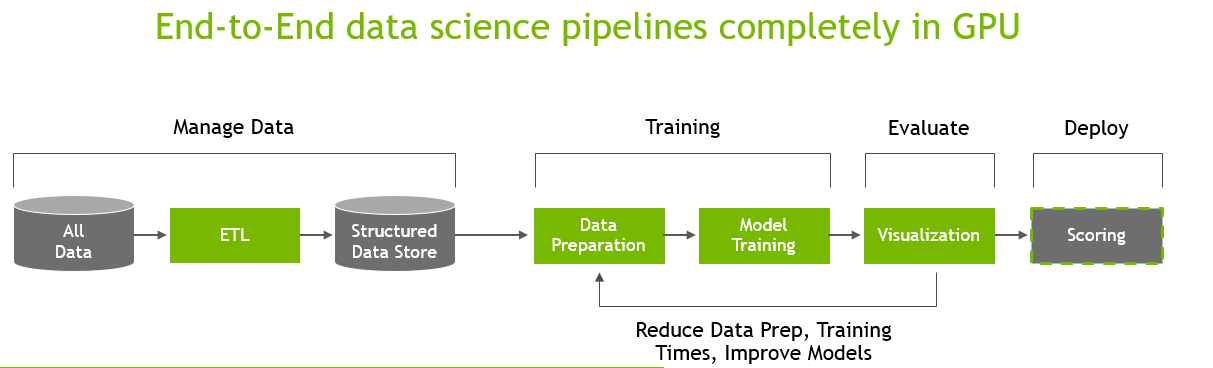 End-to-End data science pipelines completely in GPU
Manage Data
Training
Evaluate
Deploy
All
Data
ETL
Structured
Data Store
Data
Preparation
Model
Training
Visualization
Scoring
Reduce Data Prep, Training
Times, Improve Models